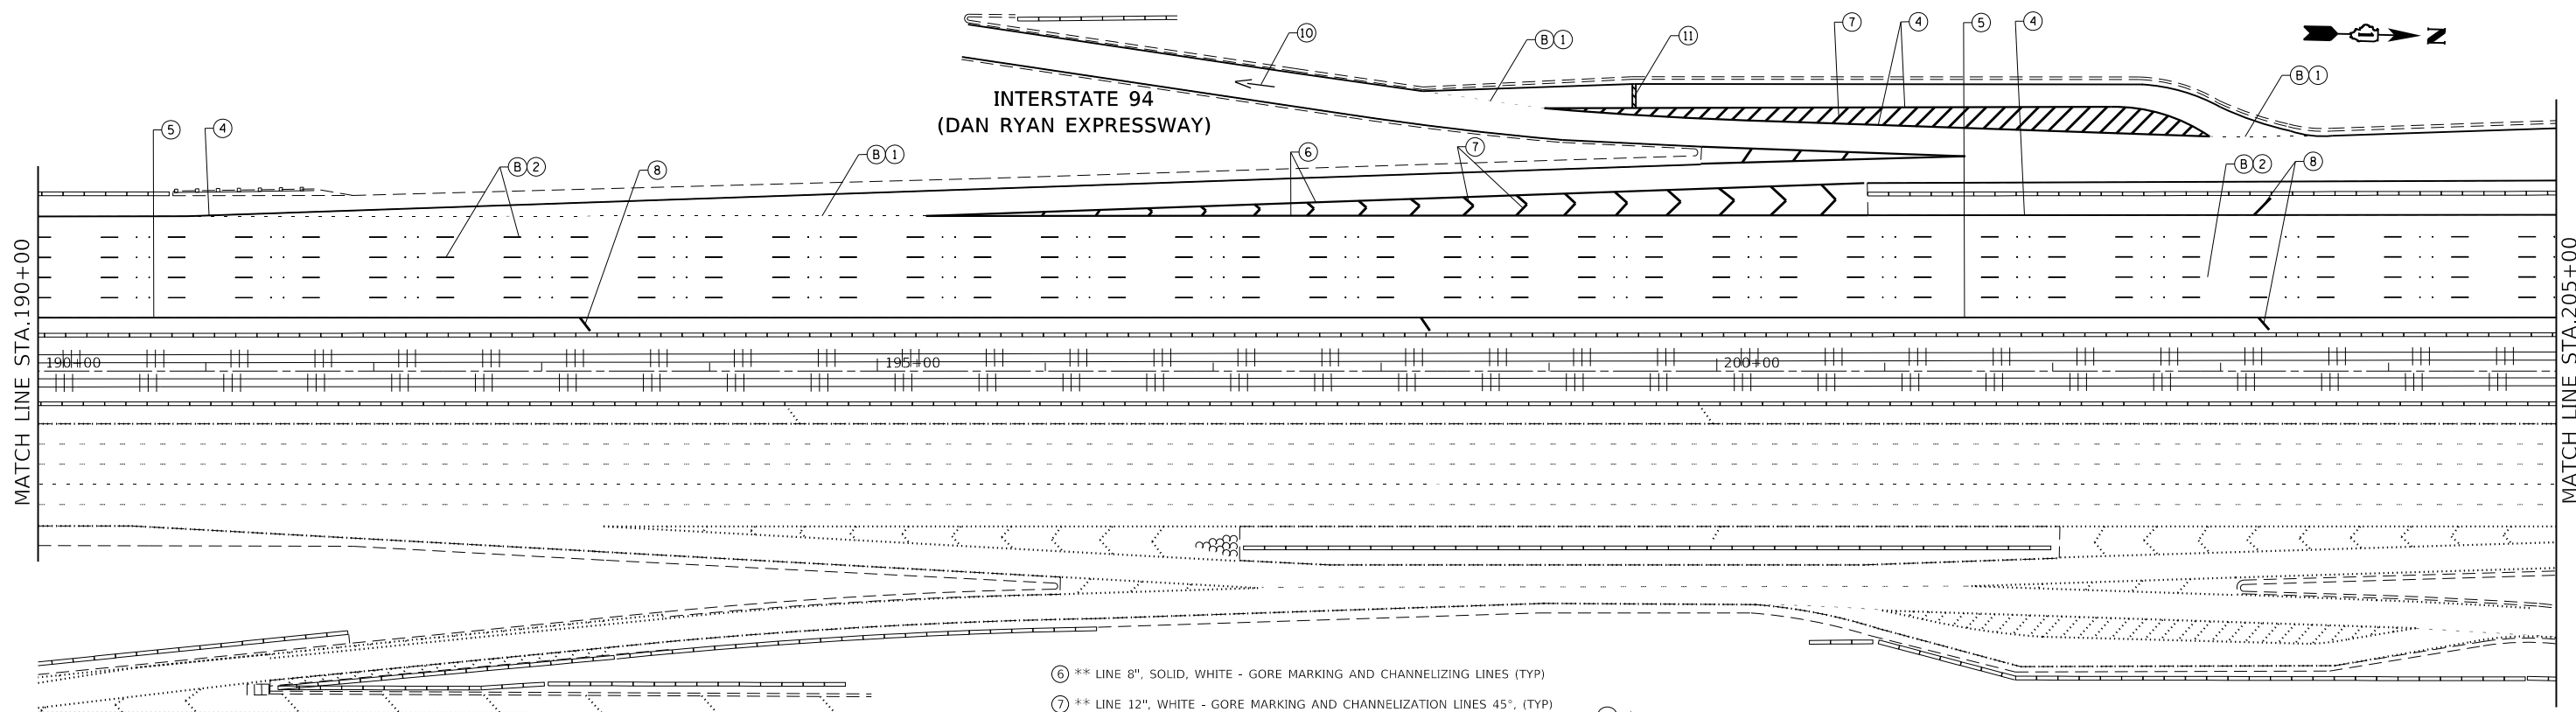 10
B 1
11
7
4
5
4
N
B 1
INTERSTATE 94
(DAN RYAN EXPRESSWAY)
5
4
B 2
8
B 1
6
7
B 2
8
MATCH LINE STA.190+00
MATCH LINE STA.205+00
190+00
195+00
200+00
6 ** LINE 8", SOLID, WHITE - GORE MARKING AND CHANNELIZING LINES (TYP)
7 ** LINE 12", WHITE - GORE MARKING AND CHANNELIZATION LINES 45°, (TYP)